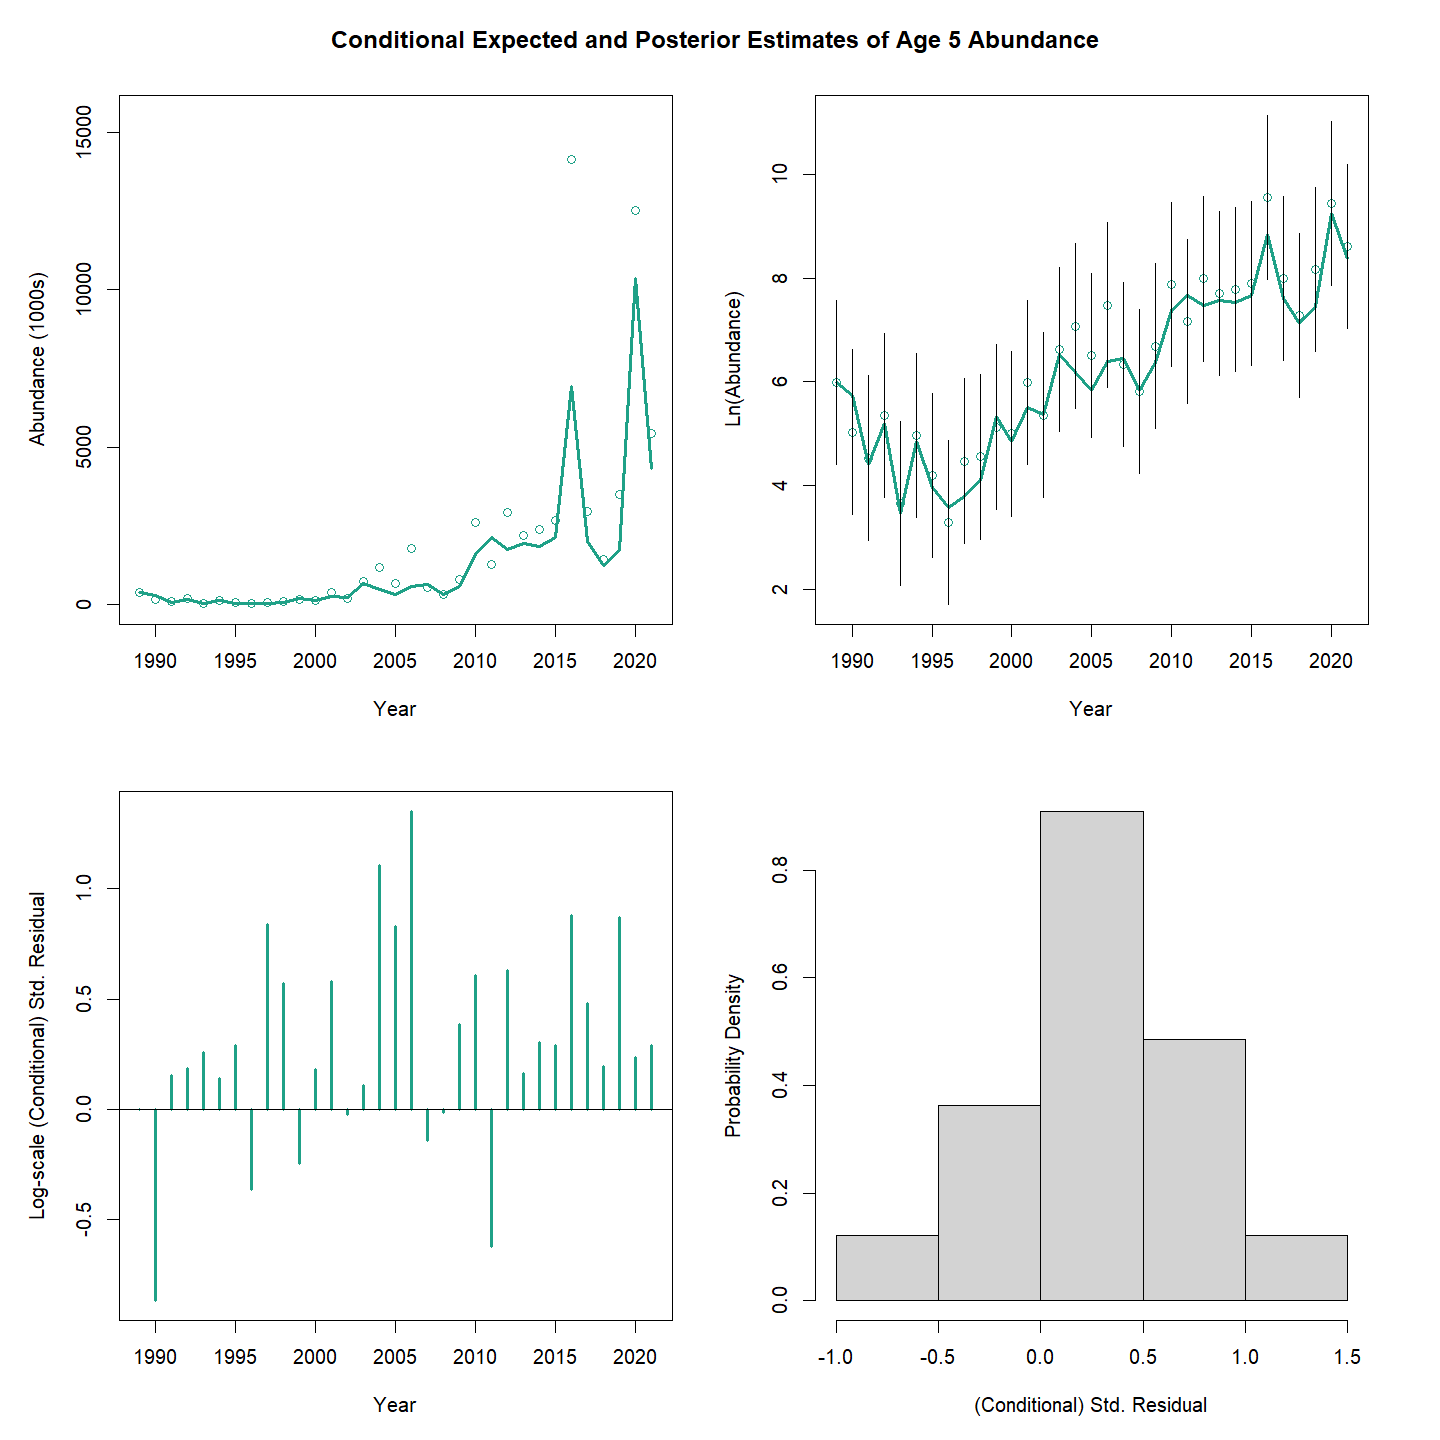 Conditional Expected and Posterior Estimates of Age 5 Abundance
Abundance (1000s)
0
5000
10000
15000
1990 1995 2000 2005 2010 2015 2020
Year
Ln(Abundance)
2
4
6
8
10
1990 1995 2000 2005 2010 2015 2020
Year
Log-scale (Conditional) Std. Residual
-0.5
0.0
0.5
1.0
1990 1995 2000 2005 2010 2015 2020
Year
Probability Density
0.0
0.2
0.4
0.6
0.8
-1.0 -0.5 0.0 0.5 1.0 1.5
(Conditional) Std. Residual